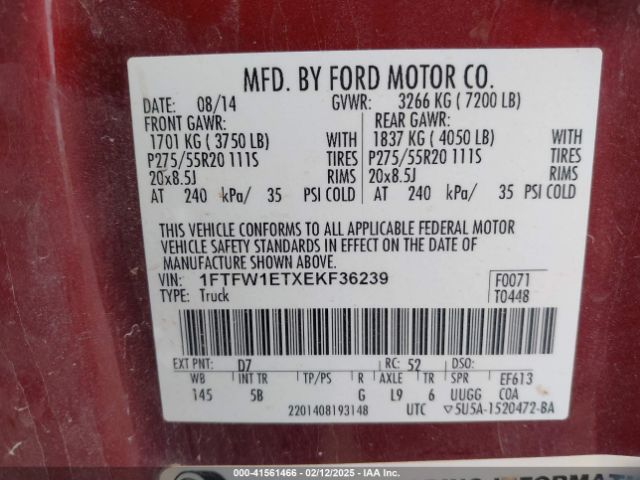 MFD. BY FORD MOTOR CO.
DATE: 08/14 GVWR: 3266 KG ( 7200 LB)
FRONT GAWR: REAR GAWR:
1701 KG ( 3750 LB) WITH 1837 KG ( 4050 LB) WITH
P275/55R20 111S TIRES P275/55R20 111S TIRES
20x8.5J RIMS 20x8.5J RIMS
AT 240 kPa/ 35 PSI COLD AT 240 kPa/ 35 PSI COLD
THIS VEHICLE CONFORMS TO ALL APPLICABLE FEDERAL MOTOR
VEHICLE SAFETY STANDARDS IN EFFECT ON THE DATE OF
MANUFACTURE SHOWN ABOVE.
VIN: 1FTFW1ETXEKF36239 F0071
TYPE: Truck T0448
EXT PNT: D7 RC: 52 DSO:
WB INT TR TP/PS R AXLE TR SPR EF613
145 5B G L9 6 UUGG COA
2201408193148 UTC ▽5U5A-1520472-BA
000-41561466 - 02/12/2025 - IAA Inc.